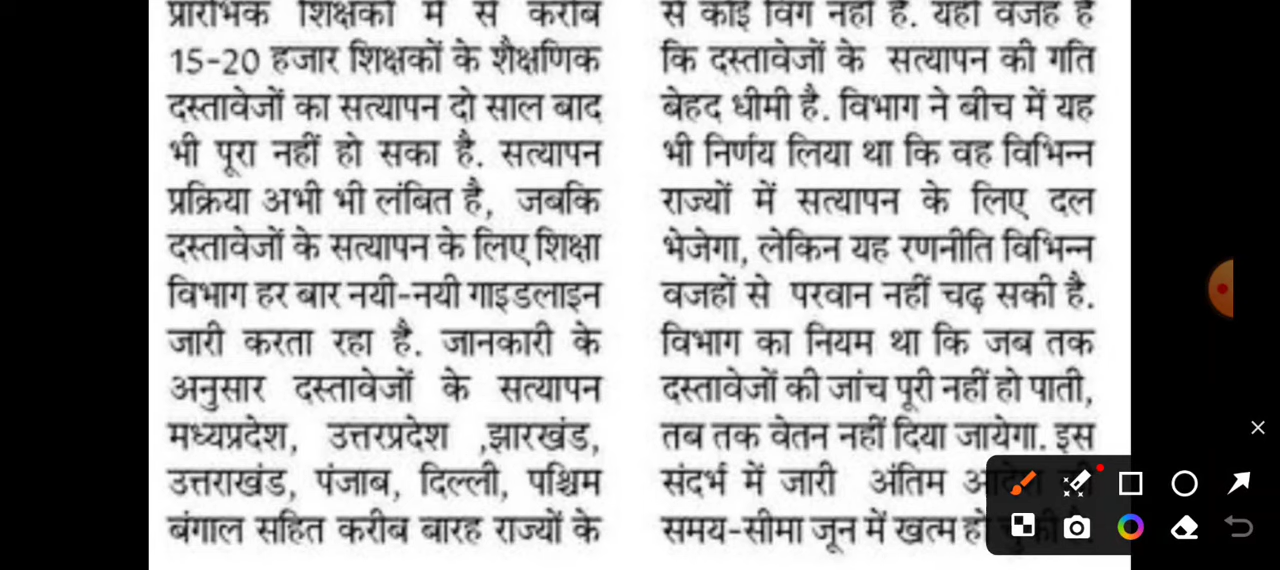 प्रारंभिक शिक्षकों में से करीब
15-20 हजार शिक्षकों के शैक्षणिक
दस्तावेजों का सत्यापन दो साल बाद
भी पूरा नहीं हो सका है. सत्यापन
प्रक्रिया अभी भी लंबित है, जबकि
दस्तावेजों के सत्यापन के लिए शिक्षा
विभाग हर बार नयी-नयी गाइडलाइन
जारी करता रहा है. जानकारी के
अनुसार दस्तावेजों के सत्यापन
मध्यप्रदेश, उत्तरप्रदेश ,झारखंड,
उत्तराखंड, पंजाब, दिल्ली, पश्चिम
बंगाल सहित करीब बारह राज्यों के
से कोई विंग नहीं है. यही वजह है
कि दस्तावेजों के सत्यापन की गति
बेहद धीमी है. विभाग ने बीच में यह
भी निर्णय लिया था कि वह विभिन्न
राज्यों में सत्यापन के लिए दल
भेजेगा, लेकिन यह रणनीति विभिन्न
वजहों से परवान नहीं चढ़ सकी है.
विभाग का नियम था कि जब तक
दस्तावेजों की जांच पूरी नहीं हो पाती,
तब तक वेतन नहीं दिया जायेगा. इस
संदर्भ में जारी अंतिम आदेश की
समय-सीमा जून में खत्म हो चुकी है.